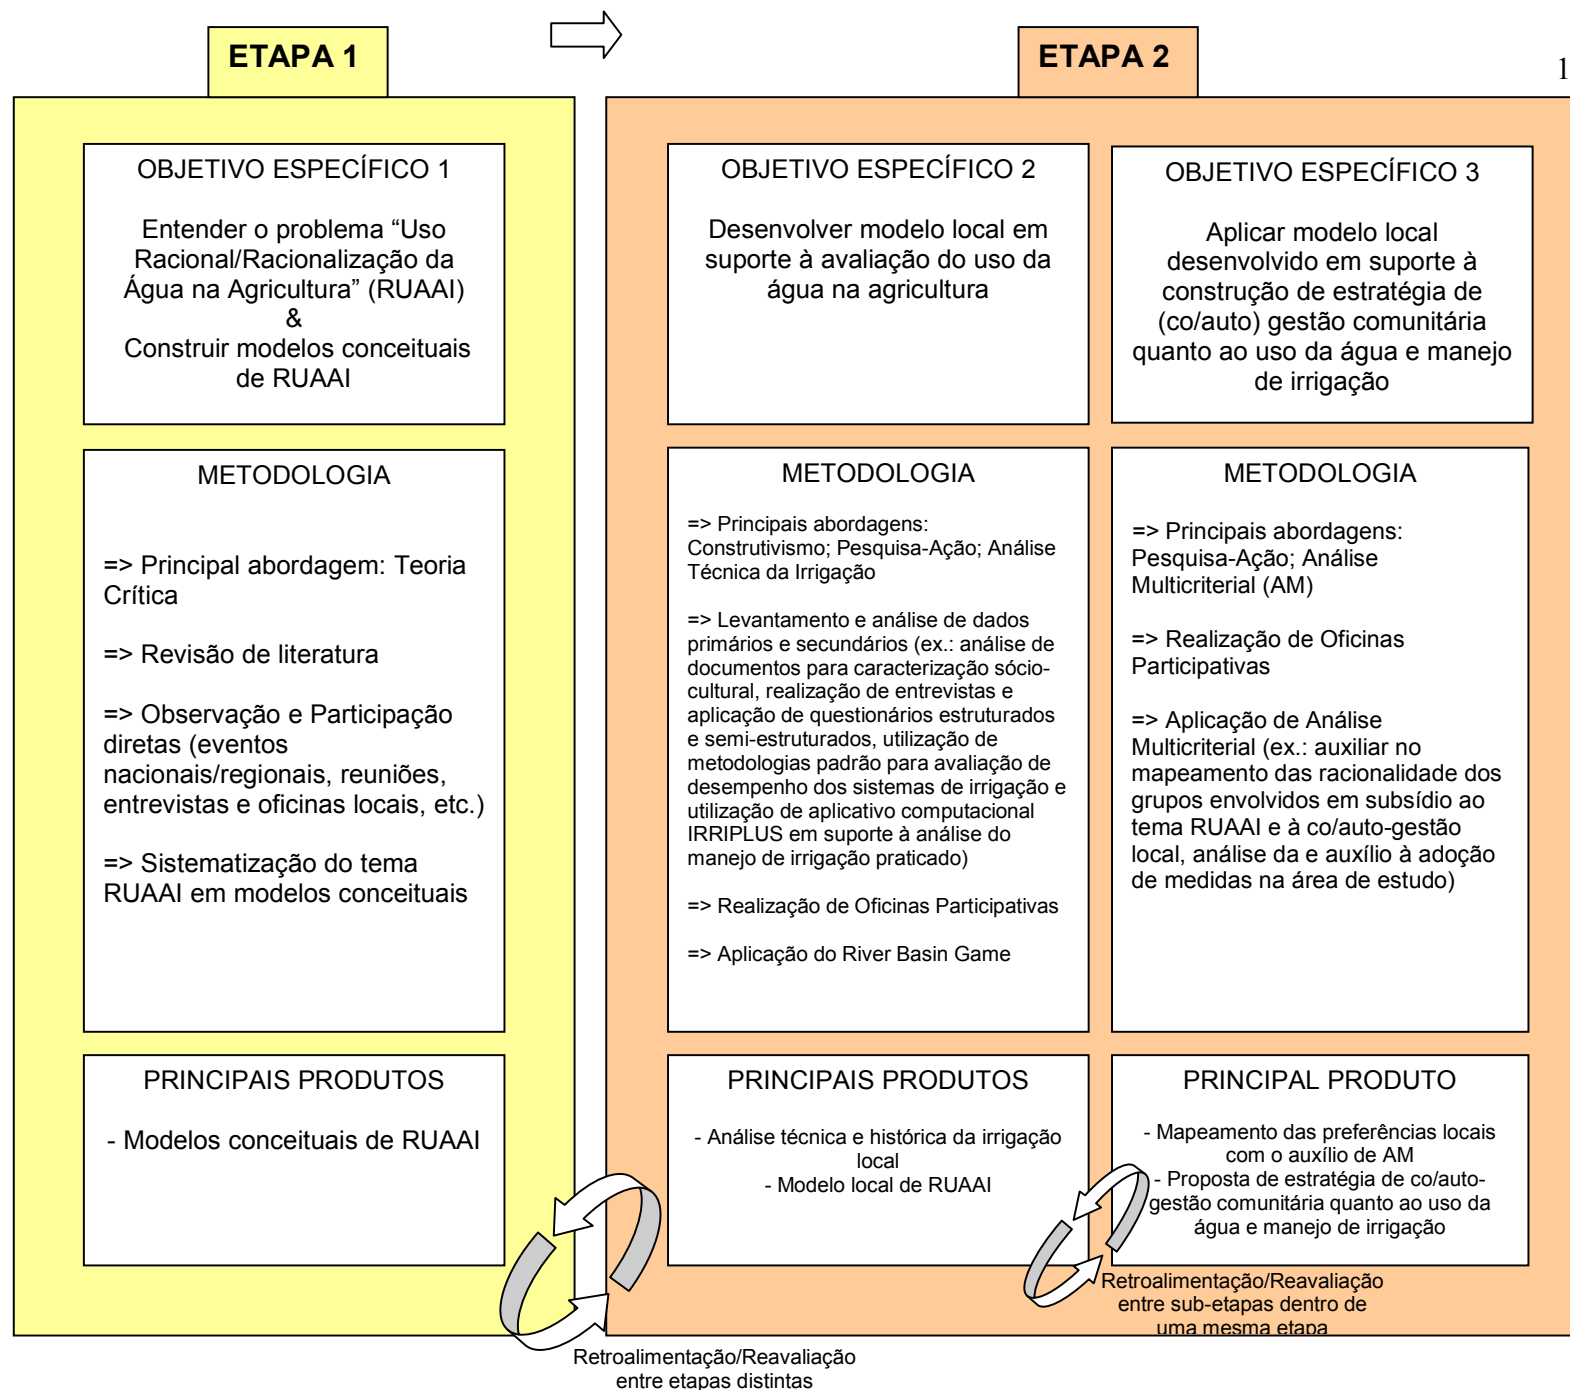 ETAPA 1
ETAPA 2
1
OBJETIVO ESPECÍFICO 1
Entender o problema “Uso
Racional/Racionalização da
Água na Agricultura” (RUAAI)
&
Construir modelos conceituais
de RUAAI
METODOLOGIA
=> Principal abordagem: Teoria
Crítica
=> Revisão de literatura
=> Observação e Participação
diretas (eventos
nacionais/regionais, reuniões,
entrevistas e oficinas locais, etc.)
=> Sistematização do tema
RUAAI em modelos conceituais
PRINCIPAIS PRODUTOS
- Modelos conceituais de RUAAI
OBJETIVO ESPECÍFICO 2
Desenvolver modelo local em
suporte à avaliação do uso da
água na agricultura
METODOLOGIA
=> Principais abordagens:
Construtivismo; Pesquisa-Ação; Análise
Técnica da Irrigação
=> Levantamento e análise de dados
primários e secundários (ex.: análise de
documentos para caracterização sócio-
cultural, realização de entrevistas e
aplicação de questionários estruturados
e semi-estruturados, utilização de
metodologias padrão para avaliação de
desempenho dos sistemas de irrigação e
utilização de aplicativo computacional
IRRIPLUS em suporte à análise do
manejo de irrigação praticado)
=> Realização de Oficinas Participativas
=> Aplicação do River Basin Game
PRINCIPAIS PRODUTOS
- Análise técnica e histórica da irrigação
local
- Modelo local de RUAAI
OBJETIVO ESPECÍFICO 3
Aplicar modelo local
desenvolvido em suporte à
construção de estratégia de
(co/auto) gestão comunitária
quanto ao uso da água e manejo
de irrigação
METODOLOGIA
=> Principais abordagens:
Pesquisa-Ação; Análise
Multicriterial (AM)
=> Realização de Oficinas
Participativas
=> Aplicação de Análise
Multicriterial (ex.: auxiliar no
mapeamento das racionalidade dos
grupos envolvidos em subsídio ao
tema RUAAI e à co/auto-gestão
local, análise da e auxílio à adoção
de medidas na área de estudo)
PRINCIPAL PRODUTO
- Mapeamento das preferências locais
com o auxílio de AM
- Proposta de estratégia de co/auto-
gestão comunitária quanto ao uso da
água e manejo de irrigação
Retroalimentação/Reavaliação
entre sub-etapas dentro de
uma mesma etapa
Retroalimentação/Reavaliação
entre etapas distintas